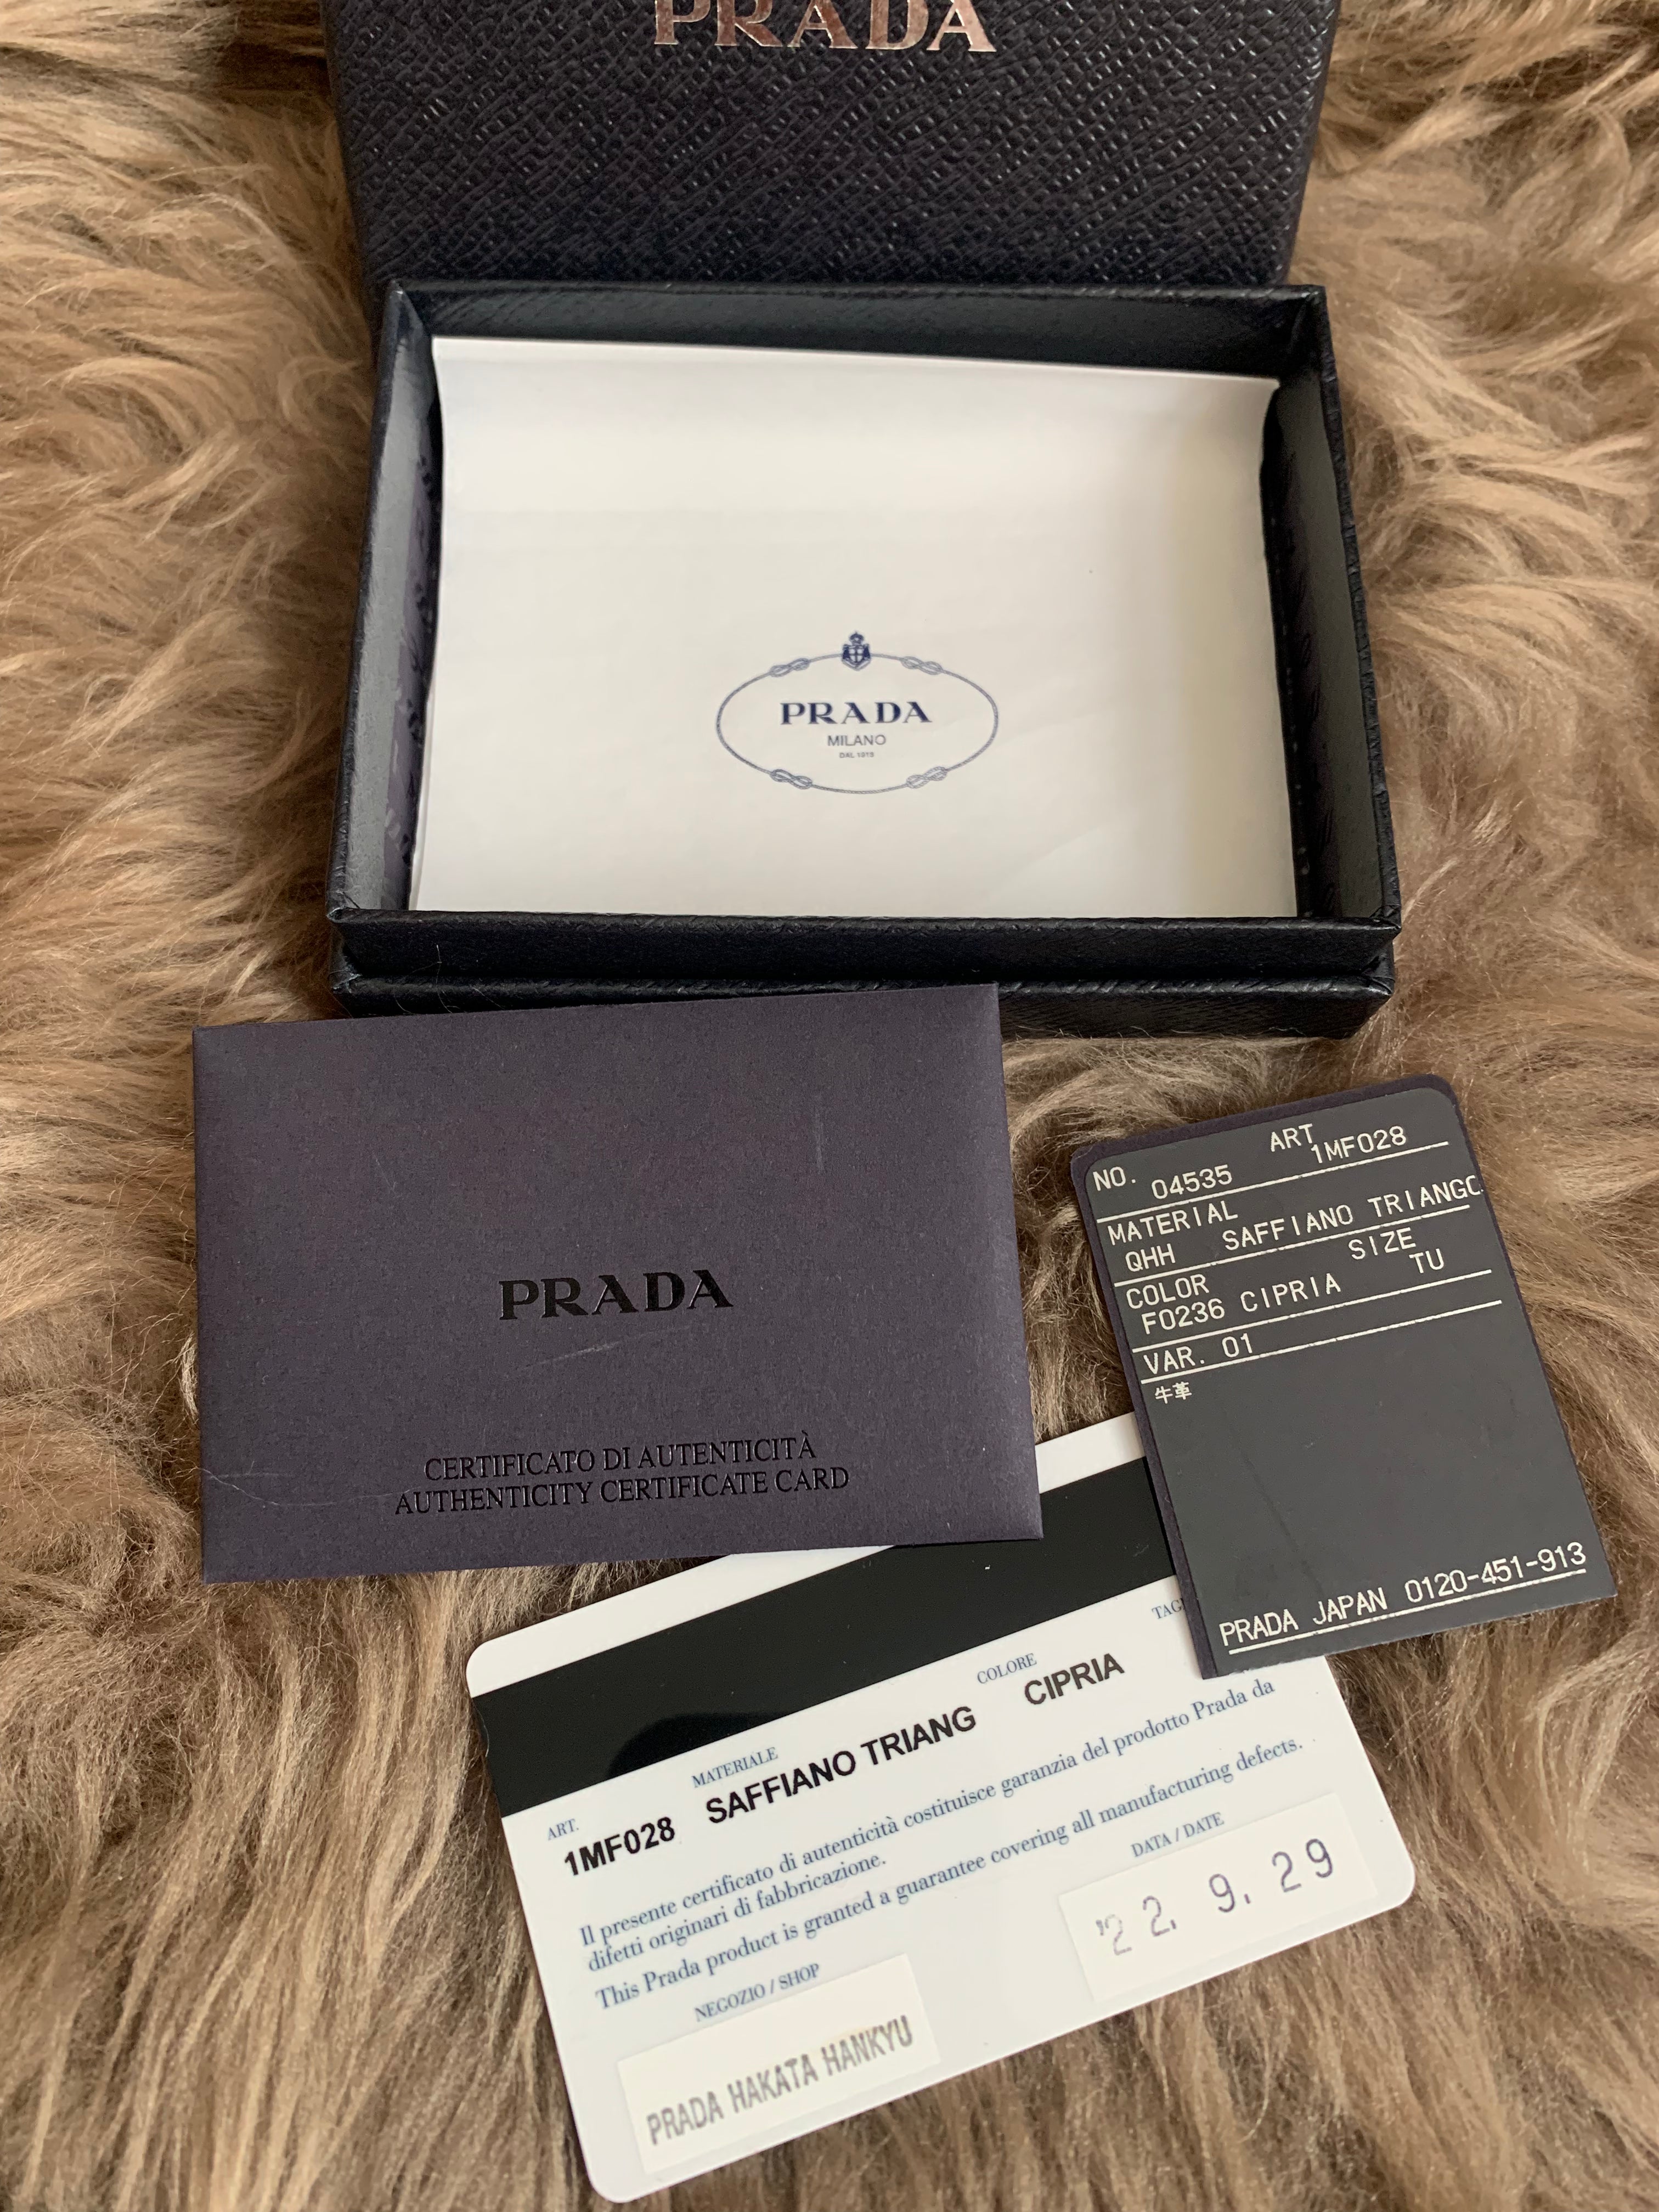 PRADA
PRADA
MILANO
DAL 1913
PRADA
CERTIFICATO DI AUTENTICITÀ
AUTHENTICITY CERTIFICATE CARD
NO. 04535 ART 1MF028
MATERIAL
QHH SAFFIANO TRIANGO
COLOR SIZE
F0236 CIPRIA TU
VAR. 01
牛革
PRADA JAPAN 0120-451-913
ART. MATERIALE COLORE TAG
1MF028 SAFFIANO TRIANG CIPRIA
Il presente certificato di autenticità costituisce garanzia del prodotto Prada da
difetti originari di fabbricazione.
This Prada product is granted a guarantee covering all manufacturing defects.
NEGOZIO / SHOP DATA / DATE
PRADA HAKATA HANKYU '22. 9. 29